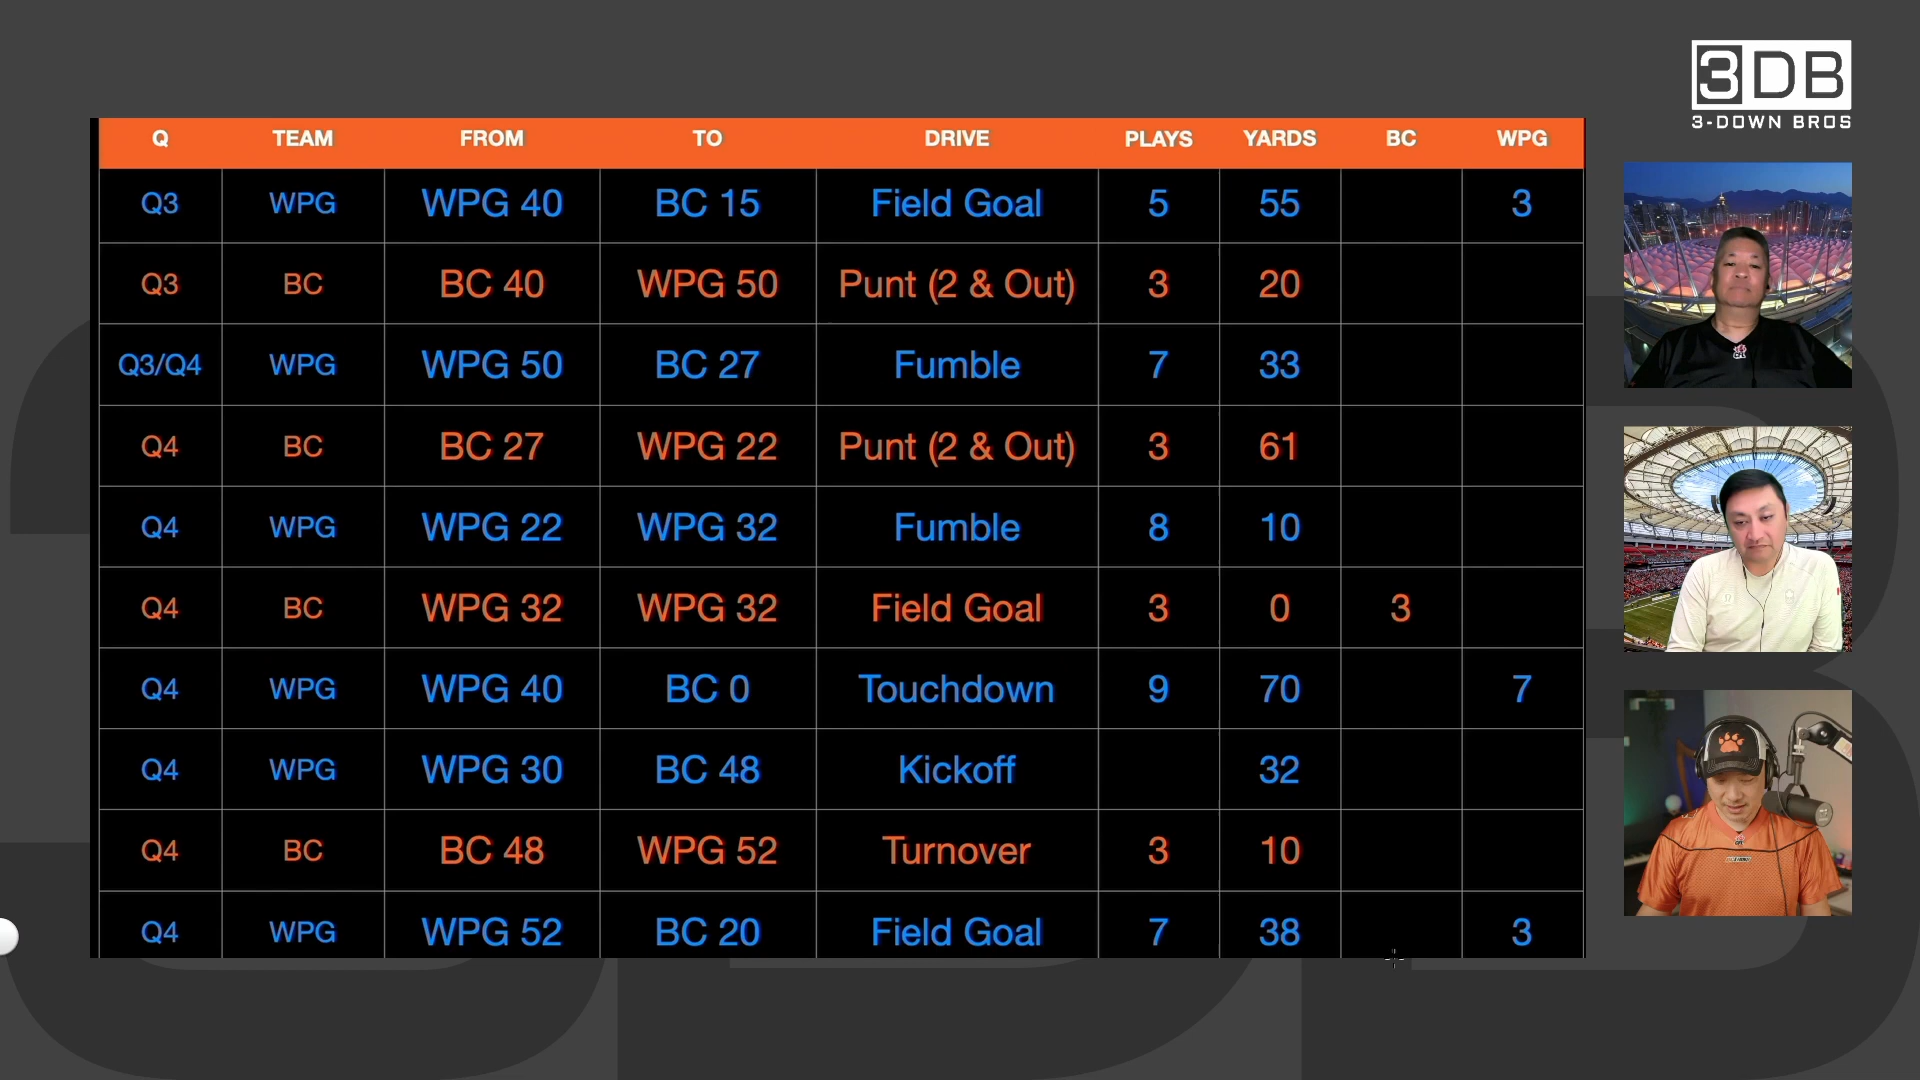 3DB
3-DOWN BROS
Q TEAM FROM TO DRIVE PLAYS YARDS BC WPG
Q3 WPG WPG 40 BC 15 Field Goal 5 55 3
Q3 BC BC 40 WPG 50 Punt (2 & Out) 3 20
Q3/Q4 WPG WPG 50 BC 27 Fumble 7 33
Q4 BC BC 27 WPG 22 Punt (2 & Out) 3 61
Q4 WPG WPG 22 WPG 32 Fumble 8 10
Q4 BC WPG 32 WPG 32 Field Goal 3 0 3
Q4 WPG WPG 40 BC 0 Touchdown 9 70 7
Q4 WPG WPG 30 BC 48 Kickoff 32
Q4 BC BC 48 WPG 52 Turnover 3 10
Q4 WPG WPG 52 BC 20 Field Goal 7 38 3